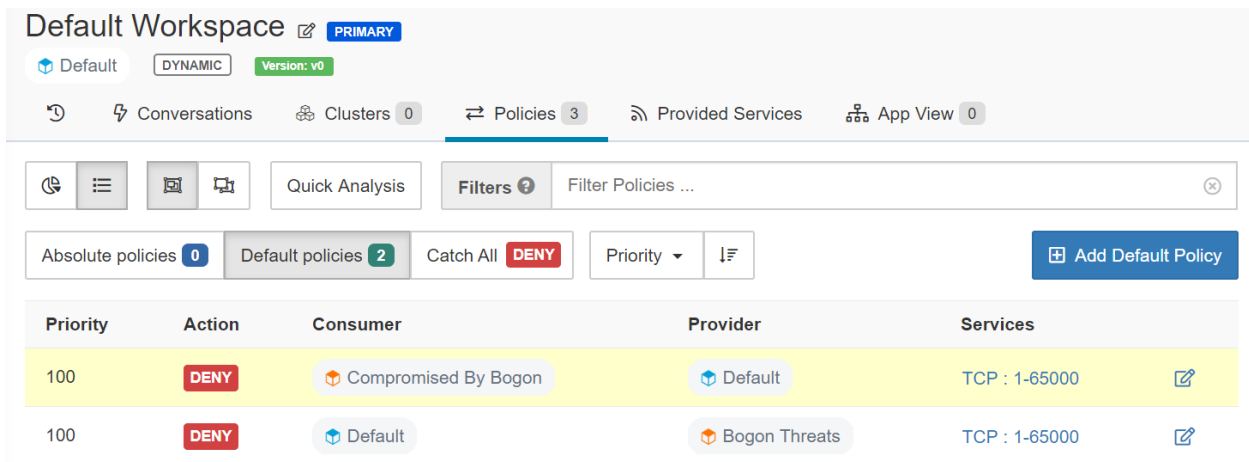 Default Workspace PRIMARY
Default DYNAMIC Version: v0
Conversations Clusters 0 Policies 3 Provided Services App View 0
Quick Analysis Filters ? Filter Policies ...
Absolute policies 0 Default policies 2 Catch All DENY Priority Add Default Policy
Priority Action Consumer Provider Services
100 DENY Compromised By Bogon Default TCP : 1-65000
100 DENY Default Bogon Threats TCP : 1-65000